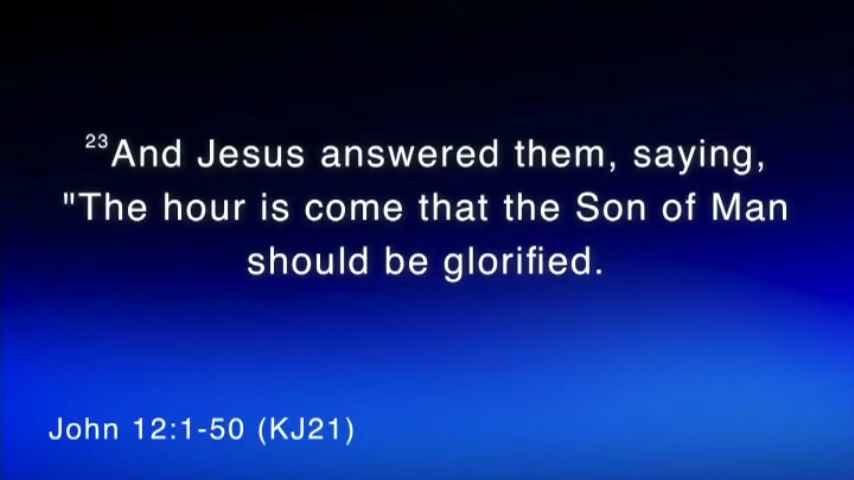 23And Jesus answered them, saying,
"The hour is come that the Son of Man
should be glorified.
John 12:1-50 (KJ21)